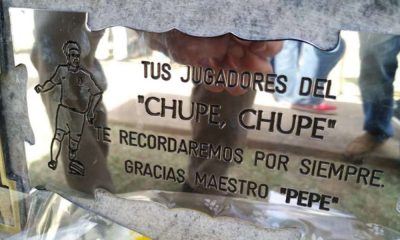 TUS JUGADORES DEL
"CHUPE, CHUPE"
TE RECORDAREMOS POR SIEMPRE.
GRACIAS MAESTRO "PEPE"